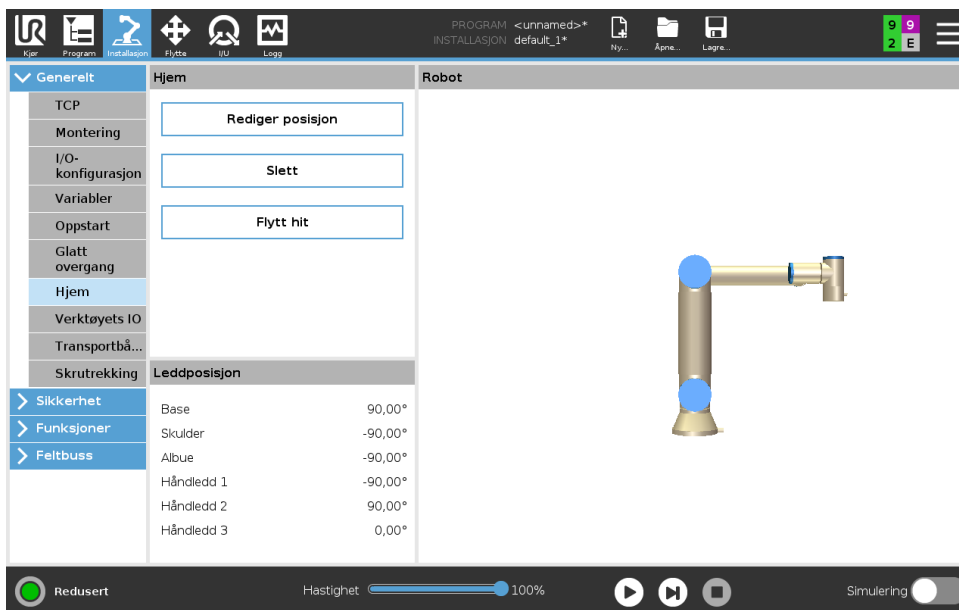 PROGRAM <unnamed>*
INSTALLASJON default_1*
UR
Kjør
Program
Installasjon
Flytte
I/U
Logg
Ny...
Åpne...
Lagre...
9 9
2 E
Generelt
TCP
Montering
I/O-
konfigurasjon
Variabler
Oppstart
Glatt
overgang
Hjem
Verktøyets IO
Transportbå...
Skrutrekking
Sikkerhet
Funksjoner
Feltbuss
Hjem
Rediger posisjon
Slett
Flytt hit
Leddposisjon
Base 90,00°
Skulder -90,00°
Albue -90,00°
Håndledd 1 -90,00°
Håndledd 2 90,00°
Håndledd 3 0,00°
Robot
Redusert
Hastighet 100%
Simulering